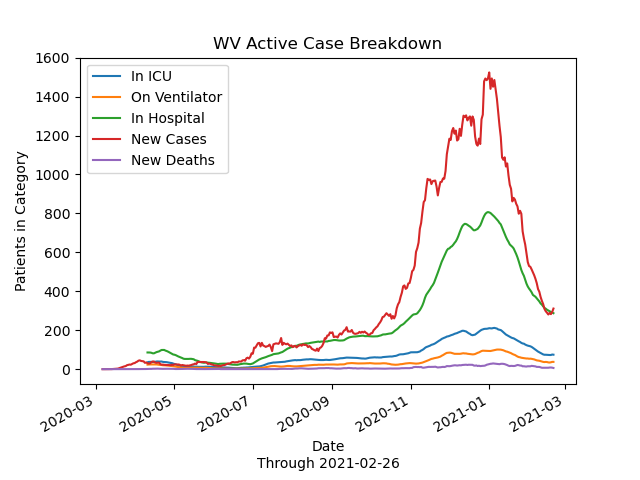 WV Active Case Breakdown
1600
1400
1200
1000
800
600
400
200
0
Patients in Category
In ICU
On Ventilator
In Hospital
New Cases
New Deaths
2020-03
2020-05
2020-07
2020-09
2020-11
2021-01
2021-03
Date
Through 2021-02-26